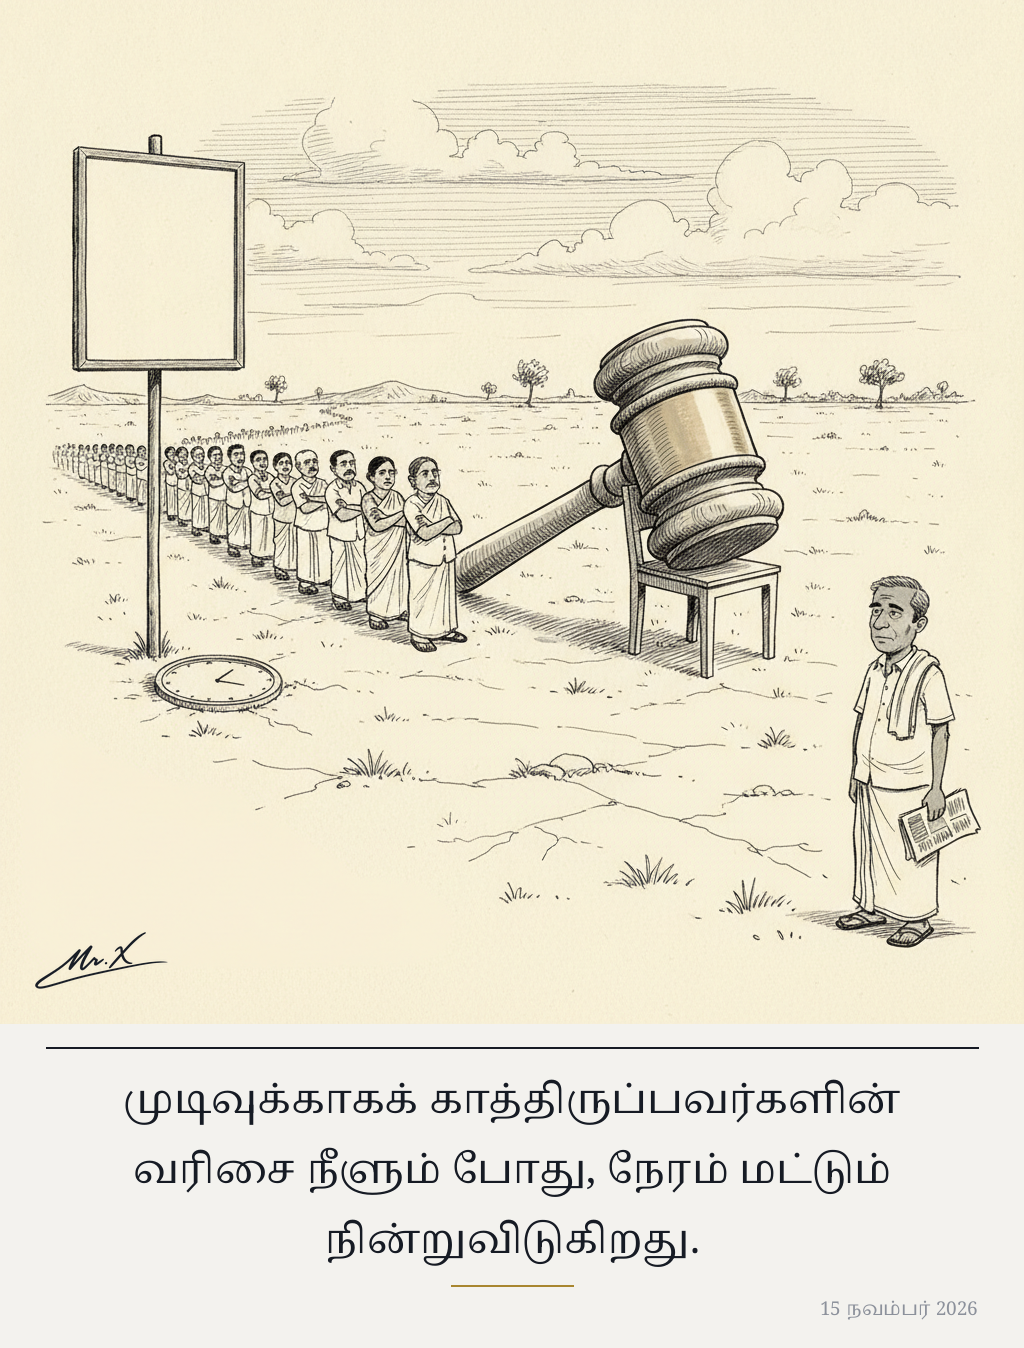 Mr. X
முடிவுக்காகக் காத்திருப்பவர்களின்
வரிசை நீளும் போது, நேரம் மட்டும்
நின்றுவிடுகிறது.
15 நவம்பர் 2026